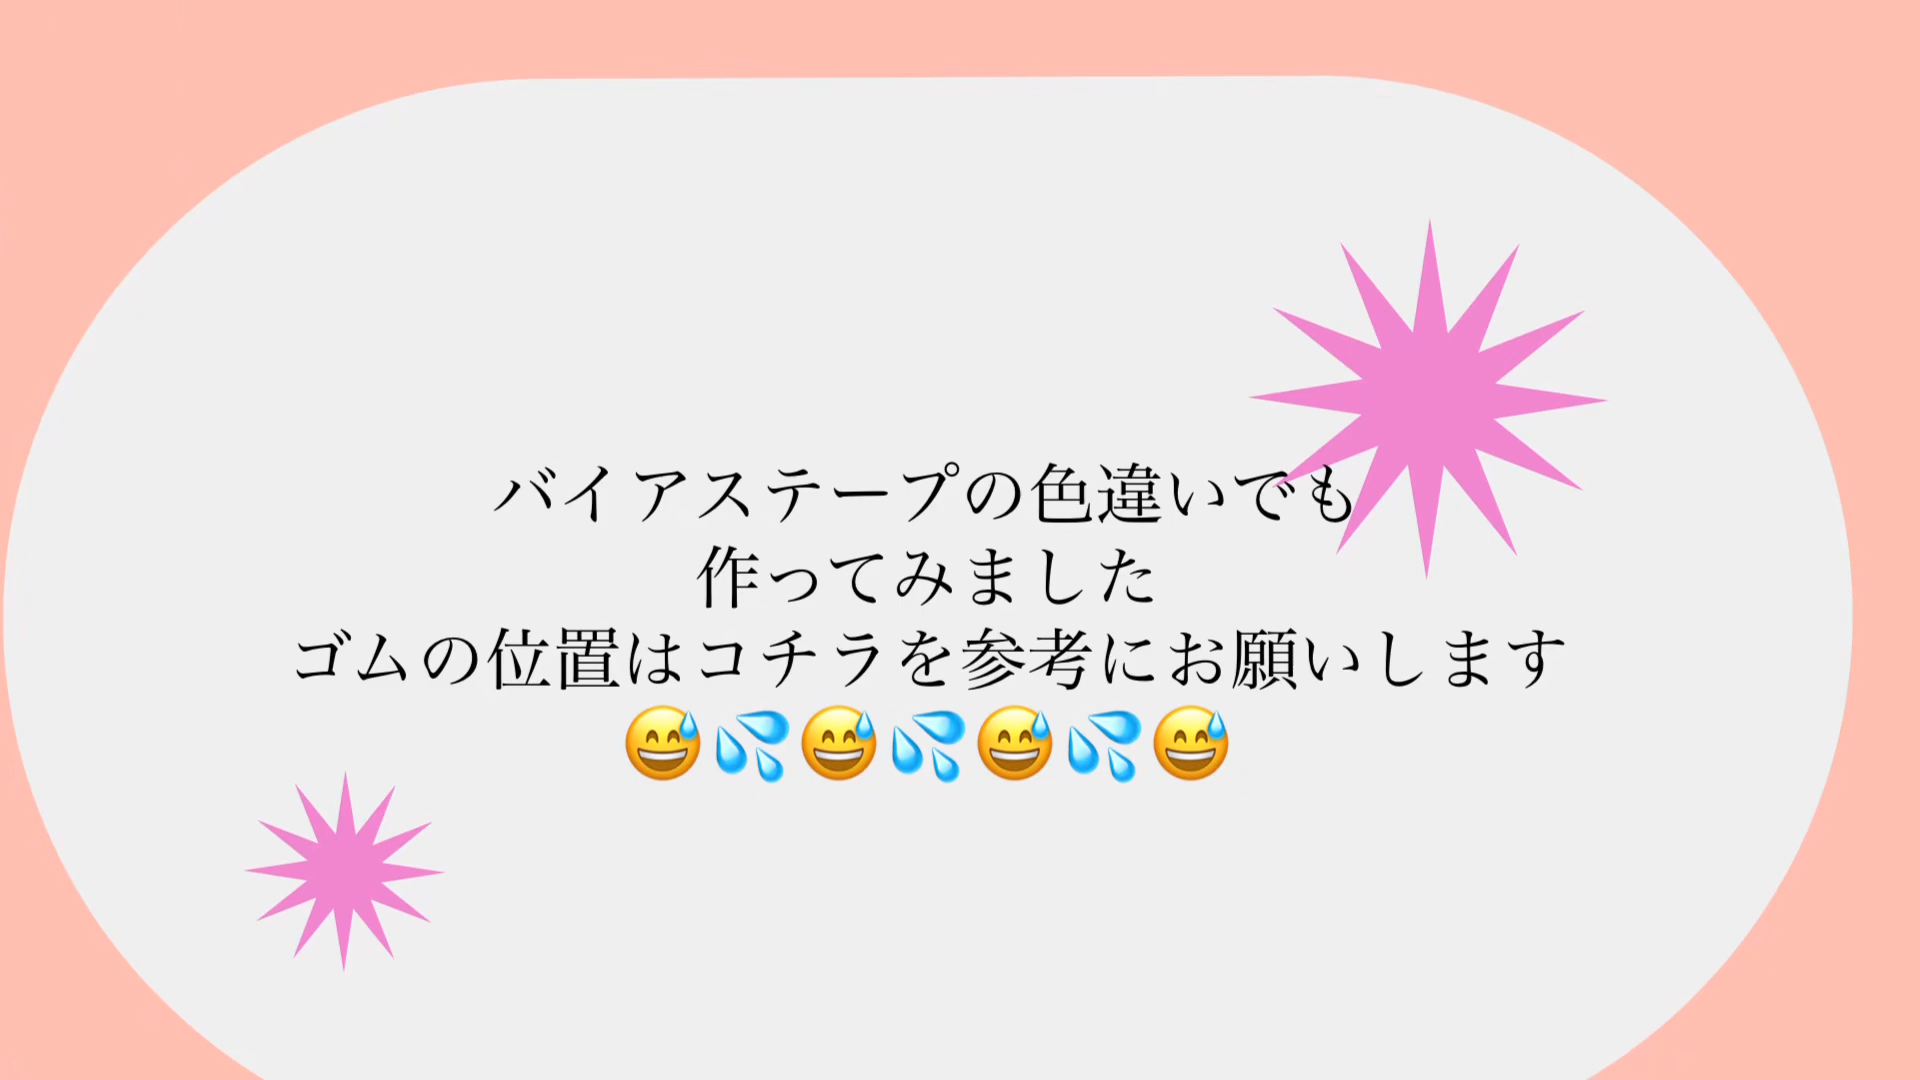 バイアステープの色違いでも
作ってみました
ゴムの位置はコチラを参考にお願いします
😅💦😅💦😅💦😅